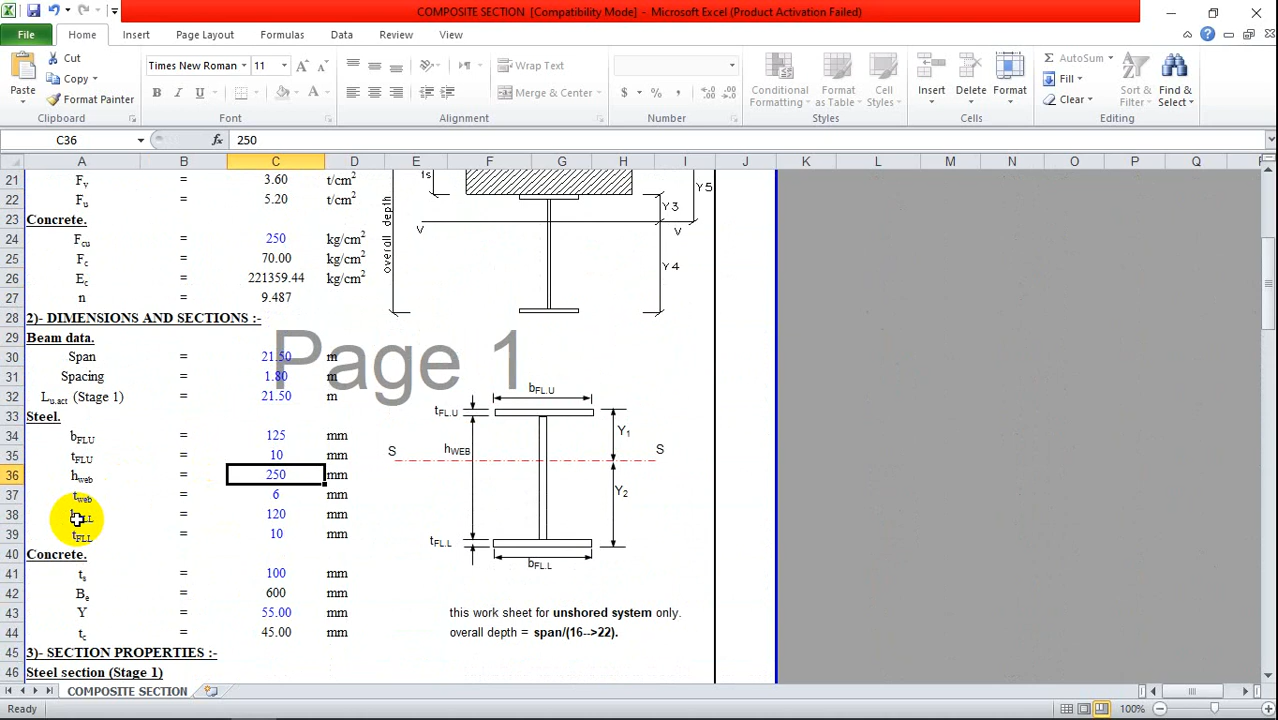 COMPOSITE SECTION [Compatibility Mode] - Microsoft Excel (Product Activation Failed)
File Home Insert Page Layout Formulas Data Review View
Cut
Copy
Format Painter
Paste
Clipboard
Times New Roman 11
B I U
Font
Wrap Text
Merge & Center
Alignment
$ % ,
Number
Conditional Formatting
Format as Table
Cell Styles
Styles
Insert Delete Format
Cells
AutoSum
Fill
Clear
Sort & Filter
Find & Select
Editing
C36 fx 250
A B C D E F G H I J K L M N O P Q
21 Fy = 3.60 t/cm2
22 Fu = 5.20 t/cm2
23 Concrete.
24 Fcu = 250 kg/cm2
25 Fc = 70.00 kg/cm2
26 Ec = 221359.44 kg/cm2
27 n = 9.487
28 2)- DIMENSIONS AND SECTIONS :-
29 Beam data.
30 Span = 21.50 m
31 Spacing = 1.80 m
32 Lu.act (Stage 1) = 21.50 m
33 Steel.
34 bFLU = 125 mm
35 tFLU = 10 mm
36 hweb = 250 mm
37 tweb = 6 mm
38 = 120 mm
39 tFLL = 10 mm
40 Concrete.
41 ts = 100 mm
42 Be = 600 mm
43 Y = 55.00 mm
44 tc = 45.00 mm
45 3)- SECTION PROPERTIES :-
46 Steel section (Stage 1)
Page 1
ts
Y5
Y3
V V
overall depth
Y4
bFL.U
tFL.U
Y1
S hWEB S
Y2
tFL.L
bFL.L
this work sheet for unshored system only.
overall depth = span/(16-->22).
COMPOSITE SECTION
Ready
100%